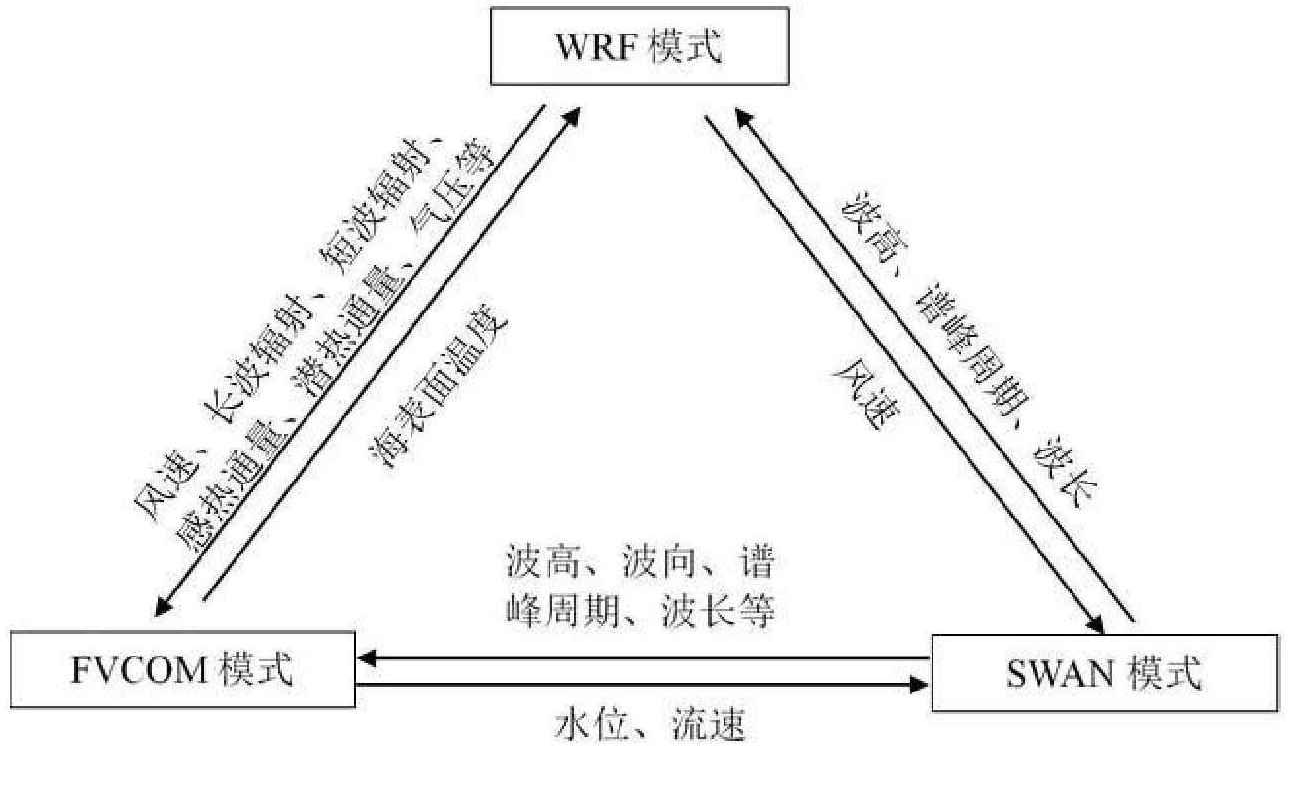 WRF 模式
风速、长波辐射、短波辐射、
感热通量、潜热通量、气压等
海表面温度
波高、谱峰周期、波长
风速
波高、波向、谱
峰周期、波长等
FVCOM 模式
SWAN 模式
水位、流速